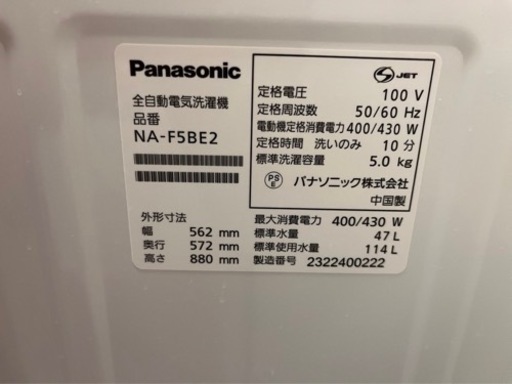 Panasonic
全自動電気洗濯機
品番
NA-F5BE2
外形寸法
幅 562 mm
奥行 572 mm
高さ 880 mm
S JET
定格電圧 100 V
定格周波数 50/60 Hz
電動機定格消費電力 400/430 W
定格時間 洗いのみ 10 分
標準洗濯容量 5.0 kg
PS E パナソニック株式会社
中国製
最大消費電力 400/430 W
標準水量 47 L
標準使用水量 114 L
製造番号 2322400222